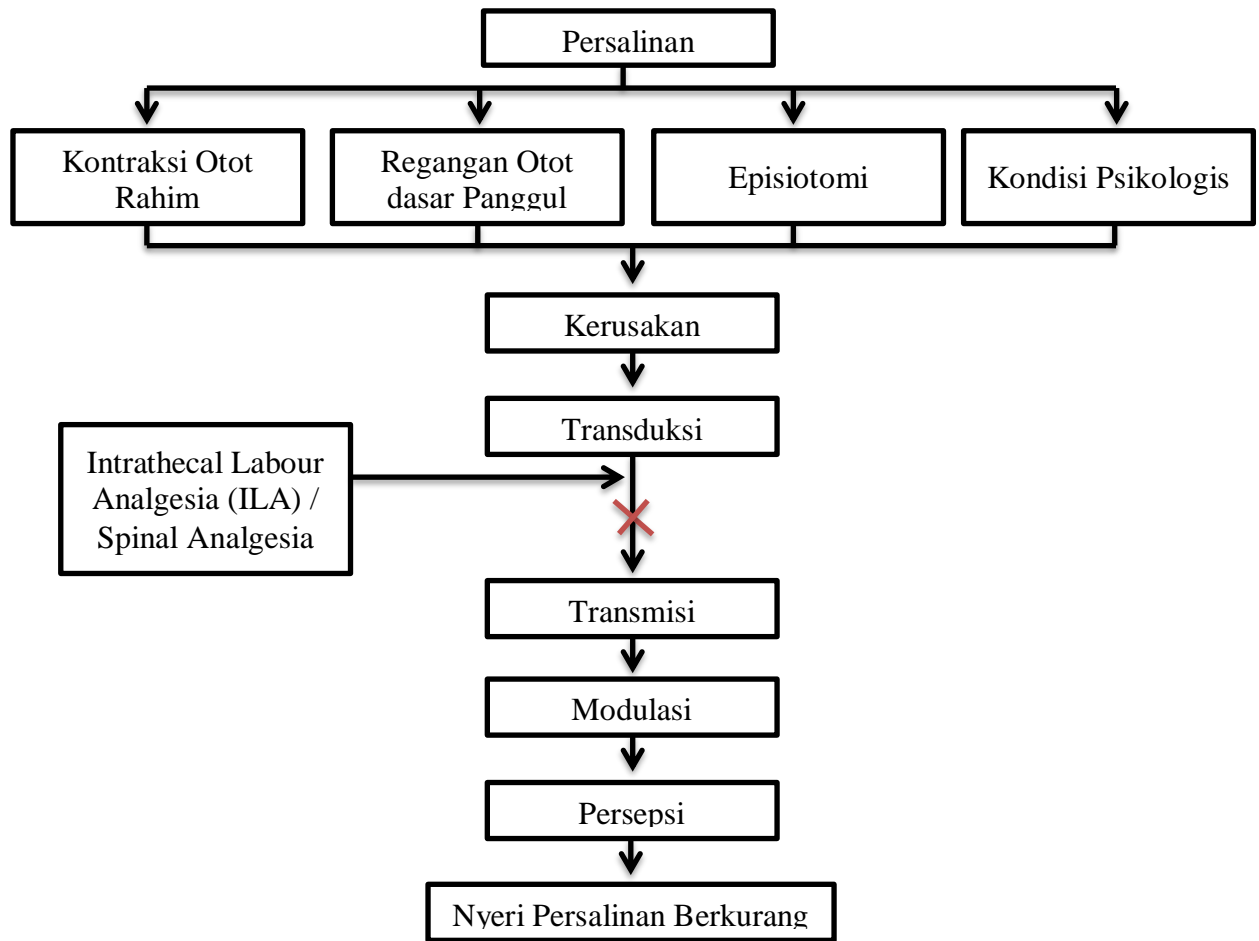 Persalinan
Kontraksi Otot
Rahim
Regangan Otot
dasar Panggul
Episiotomi
Kondisi Psikologis
Kerusakan
Transduksi
Intrathecal Labour
Analgesia (ILA) /
Spinal Analgesia
Transmisi
Modulasi
Persepsi
Nyeri Persalinan Berkurang